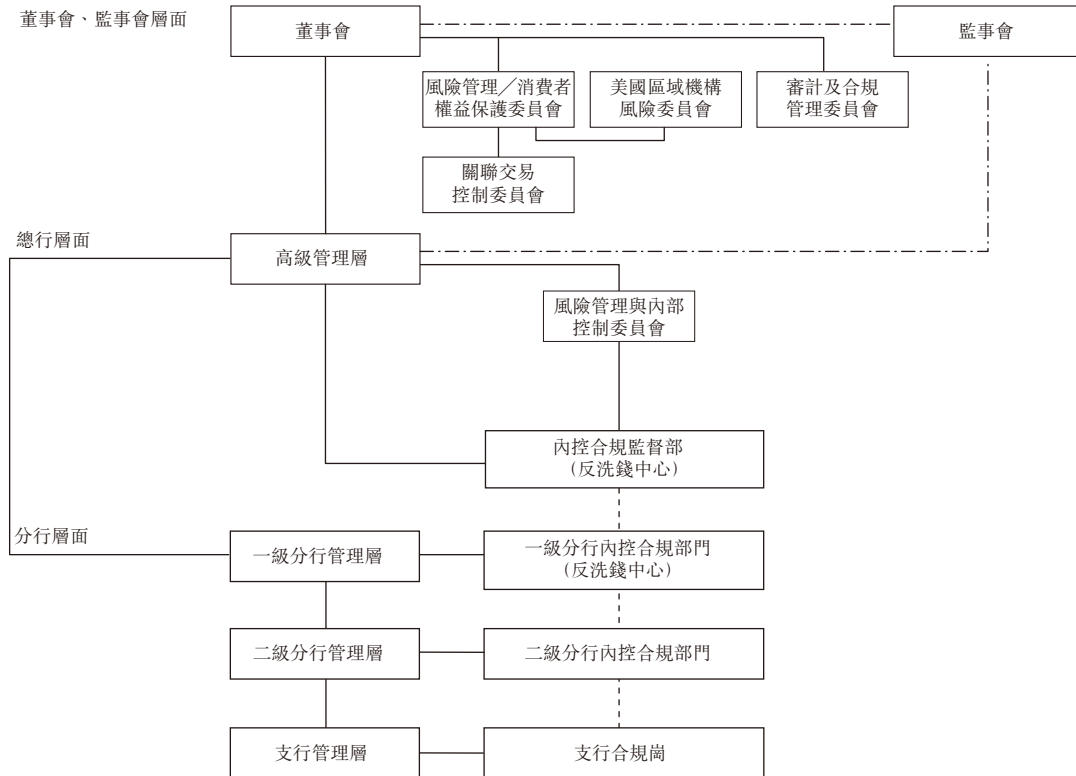 董事會、監事會層面
董事會
監事會
風險管理／消費者
權益保護委員會
美國區域機構
風險委員會
審計及合規
管理委員會
關聯交易
控制委員會
總行層面
高級管理層
風險管理與內部
控制委員會
內控合規監督部
(反洗錢中心)
分行層面
一級分行管理層
一級分行內控合規部門
(反洗錢中心)
二級分行管理層
二級分行內控合規部門
支行管理層
支行合規崗